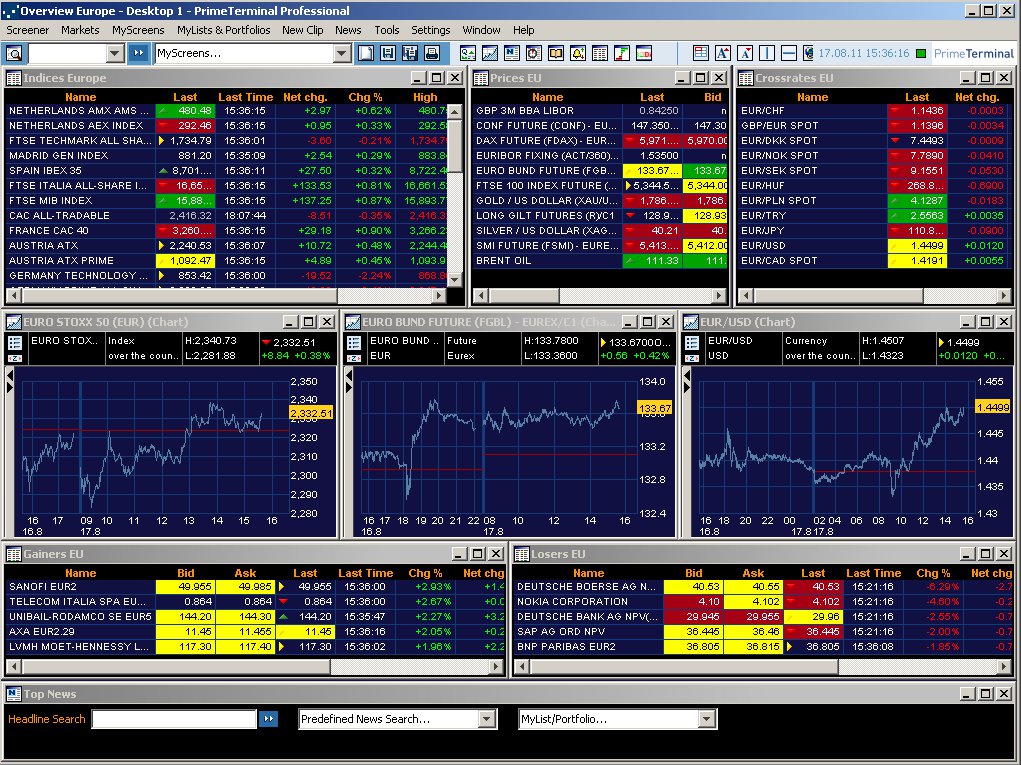 Overview Europe - Desktop 1 - PrimeTerminal Professional
Screener Markets MyScreens MyLists & Portfolios New Clip News Tools Settings Window Help
MyScreens... 17.08.11 15:36:16 PrimeTerminal
Indices Europe
Name Last Last Time Net chg. Chg % High
NETHERLANDS AMX AMS ... 480.48 15:36:15 +2.97 +0.62% 480.7
NETHERLANDS AEX INDEX 292.46 15:36:15 +0.95 +0.33% 292.5
FTSE TECHMARK ALL SHA... 1,734.79 15:36:01 -3.60 -0.21% 1,734.7
MADRID GEN INDEX 881.20 15:35:09 +2.54 +0.29% 883.8
SPAIN IBEX 35 8,701.... 15:36:11 +27.50 +0.32% 8,722.4
FTSE ITALIA ALL-SHARE I... 16,65... 15:36:15 +133.53 +0.81% 16,661.5
FTSE MIB INDEX 15,88... 15:36:15 +137.25 +0.87% 15,893.7
CAC ALL-TRADABLE 2,416.32 18:07:44 -8.51 -0.35% 2,416.3
FRANCE CAC 40 3,260.... 15:36:15 +29.18 +0.90% 3,266.2
AUSTRIA ATX 2,240.53 15:36:07 +10.72 +0.48% 2,244.4
AUSTRIA ATX PRIME 1,092.47 15:36:15 +4.89 +0.45% 1,093.9
GERMANY TECHNOLOGY ... 853.42 15:36:00 -19.52 -2.24% 868.8
Prices EU
Name Last Bid
GBP 3M BBA LIBOR 0.84250 n
CONF FUTURE (CONF) - EU... 147.350... 147.30
DAX FUTURE (FDAX) - EUR... 5,971.... 5,970.00
EURIBOR FIXING (ACT/360)... 1.53500 n
EURO BUND FUTURE (FGB... 133.67... 133.67
FTSE 100 INDEX FUTURE (... 5,344.5... 5,344.00
GOLD / US DOLLAR (XAU/U... 1,786.... 1,786.
LONG GILT FUTURES (R)/C1 128.9... 128.93
SILVER / US DOLLAR (XAG... 40.21 40.
SMI FUTURE (FSMI) - EURE... 5,413.... 5,412.00
BRENT OIL 111.33 111.
Crossrates EU
Name Last Net chg.
EUR/CHF 1.1436 -0.0003
GBP/EUR SPOT 1.1396 -0.0034
EUR/DKK SPOT 7.4493 -0.0009
EUR/NOK SPOT 7.7890 -0.0410
EUR/SEK SPOT 9.1551 -0.0530
EUR/HUF 268.8... -0.6900
EUR/PLN SPOT 4.1287 -0.0183
EUR/TRY 2.5563 +0.0035
EUR/JPY 110.8... -0.0900
EUR/USD 1.4499 +0.0120
EUR/CAD SPOT 1.4191 +0.0055
EURO STOXX 50 (EUR) (Chart)
EURO STOX... Index H:2,340.73 2,332.51
over the coun... L:2,281.88 +8.84 +0.38%
2,350
2,332.51
2,320
2,310
2,300
2,290
2,280
16 17 09 10 11 12 13 14 15 16
16.8 17.8
EURO BUND FUTURE (FGBL) - EUREX/C1 (Cha...
EURO BUND ... Future H:133.7800 133.6700O...
EUR Eurex L:133.3600 +0.56 +0.42%
134.0
133.67
133.2
132.8
132.4
16 17 18 19 20 21 22 08 10 12 14 16
16.8 17.8
EUR/USD (Chart)
EUR/USD Currency H:1.4507 1.4499
USD over the coun... L:1.4323 +0.0120 +0...
1.455
1.4499
1.445
1.44
1.435
1.43
16 18 20 22 00 02 04 06 08 10 12 14 16
16.8 17.8 17.8
Gainers EU
Name Bid Ask Last Last Time Chg % Net chg
SANOFI EUR2 49.955 49.985 49.955 15:36:00 +2.93% +1.4
TELECOM ITALIA SPA EU... 0.864 0.864 0.864 15:36:00 +2.67% +0.0
UNIBAIL-RODAMCO SE EUR5 144.20 144.30 144.20 15:35:47 +2.27% +3.2
AXA EUR2.29 11.45 11.455 11.45 15:36:16 +2.05% +0.2
LVMH MOET-HENNESSY L... 117.30 117.40 117.30 15:36:02 +1.96% +2.2
Losers EU
Name Bid Ask Last Last Time Chg % Net chg
DEUTSCHE BOERSE AG N... 40.53 40.55 40.53 15:21:16 -6.29% -2.7
NOKIA CORPORATION 4.10 4.102 4.102 15:21:16 -4.60% -0.2
DEUTSCHE BANK AG NPV(... 29.945 29.955 29.96 15:21:16 -2.55% -0.7
SAP AG ORD NPV 36.445 36.46 36.445 15:21:16 -2.00% -0.7
BNP PARIBAS EUR2 36.805 36.815 36.805 15:36:08 -1.85% -0.7
Top News
Headline Search Predefined News Search... MyList/Portfolio...